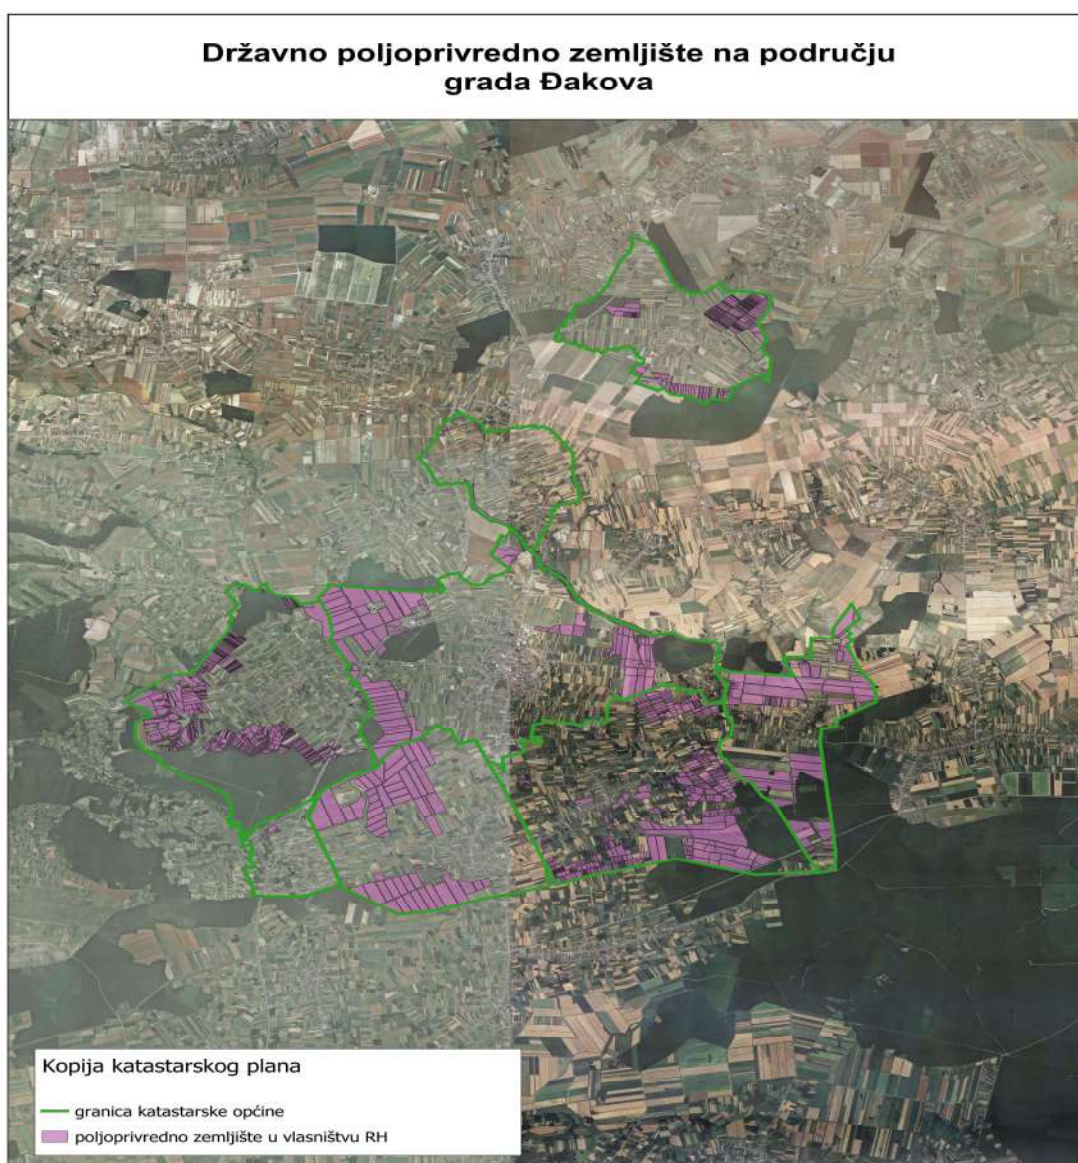 Državno poljoprivredno zemljište na području
grada Đakova
Kopija katastarskog plana
granica katastarske općine
poljoprivredno zemljište u vlasništvu RH